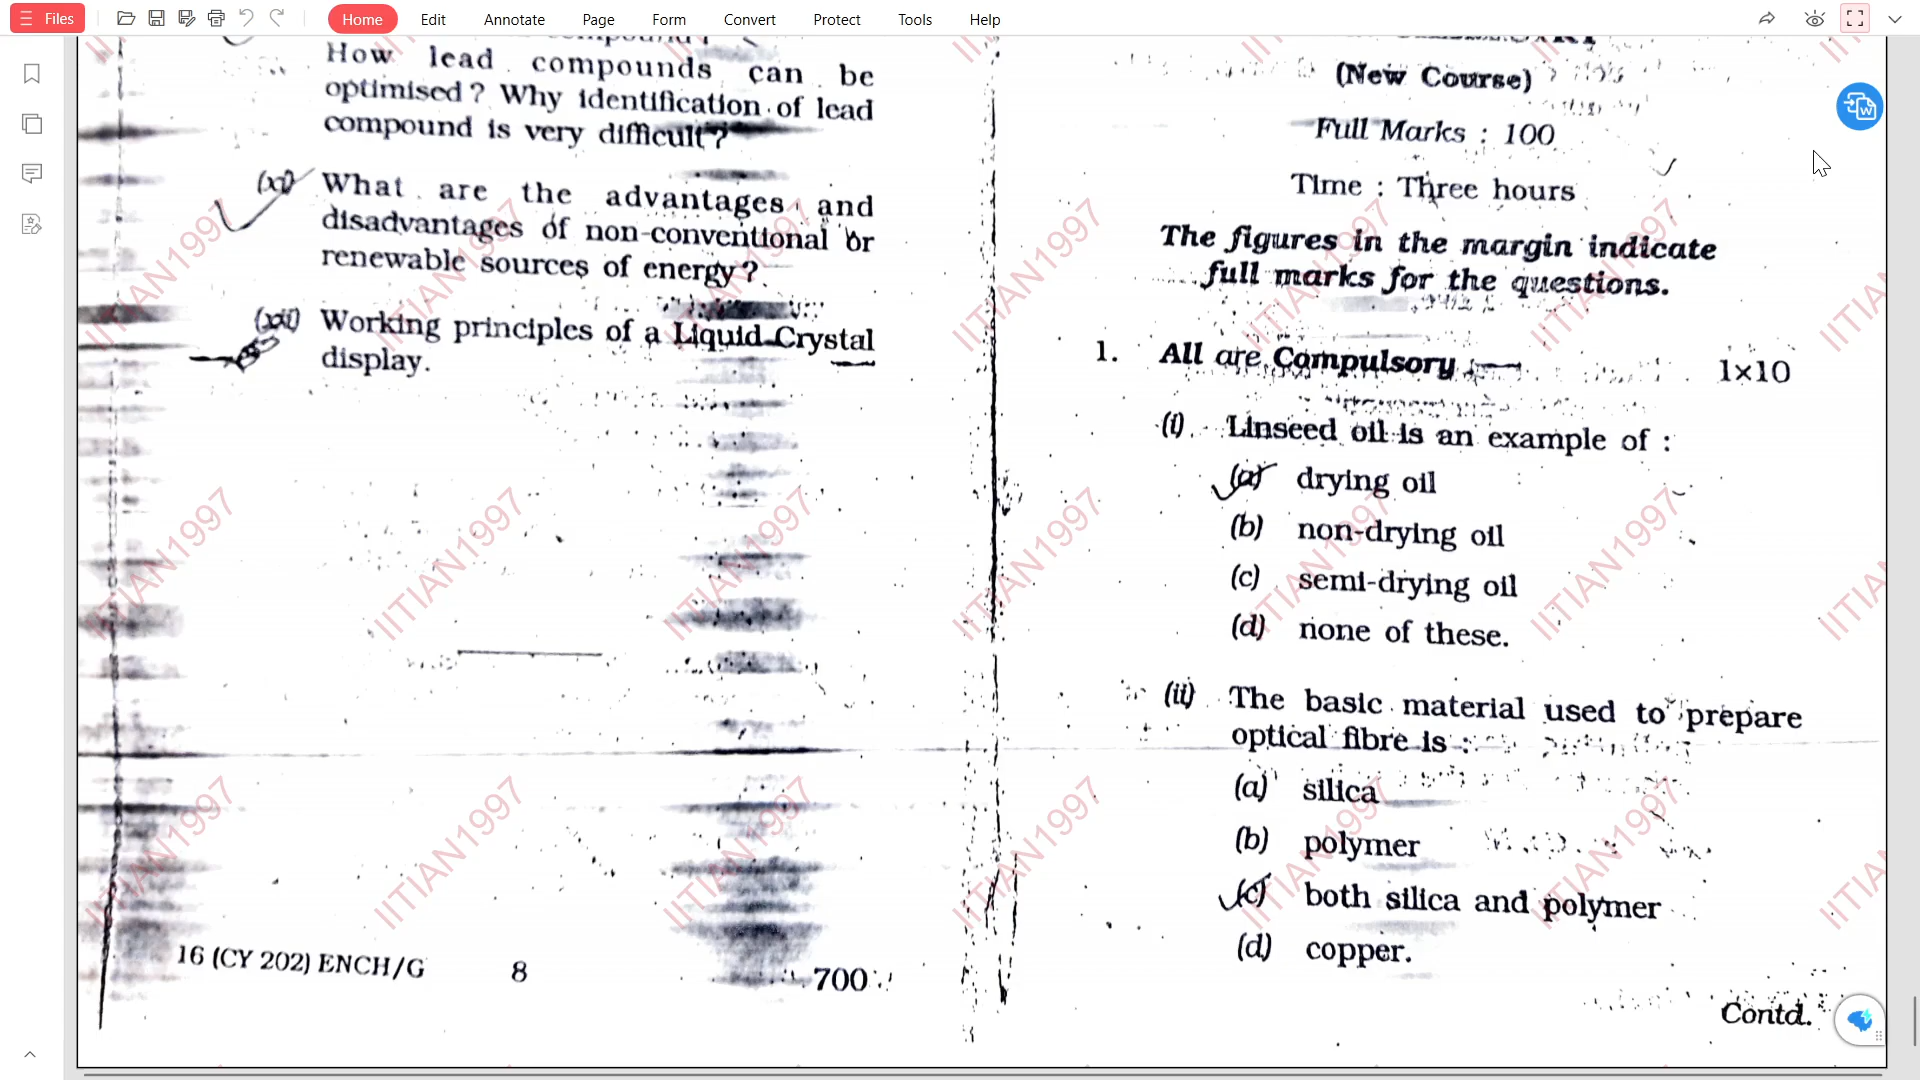 Files
Home
Edit
Annotate
Page
Form
Convert
Protect
Tools
Help
How lead compounds can be
optimised ? Why identification of lead
compound is very difficult ?
(xi) What are the advantages and
disadvantages of non-conventional or
renewable sources of energy ?
(xii) Working principles of a Liquid Crystal
display.
16 (CY 202) ENCH/G 8 700
(New Course)
Full Marks : 100
Time : Three hours
The figures in the margin indicate
full marks for the questions.
1. All are Compulsory : 1×10
(i) Linseed oil is an example of :
(a) drying oil
(b) non-drying oil
(c) semi-drying oil
(d) none of these.
(ii) The basic material used to prepare
optical fibre is :
(a) silica
(b) polymer
(c) both silica and polymer
(d) copper.
Contd.
IITIAN1997